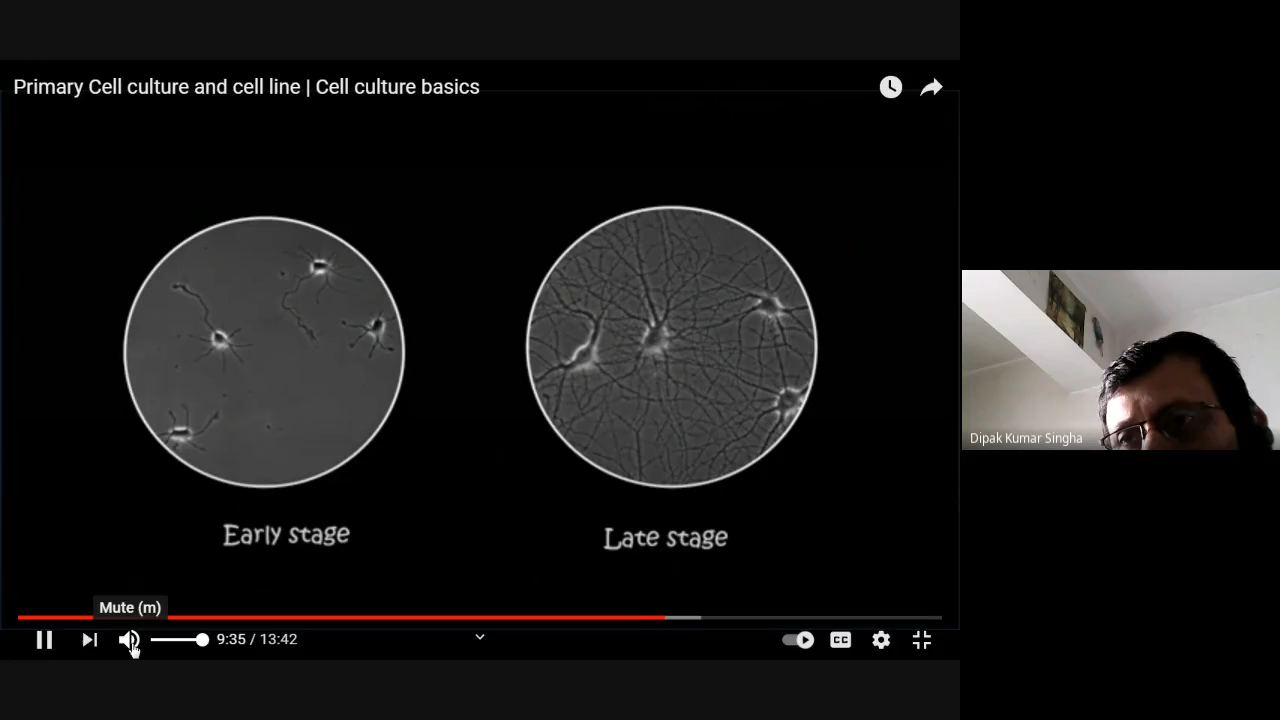 Primary Cell culture and cell line | Cell culture basics
Early stage
Late stage
Dipak Kumar Singha
Mute (m)
9:35 / 13:42
CC